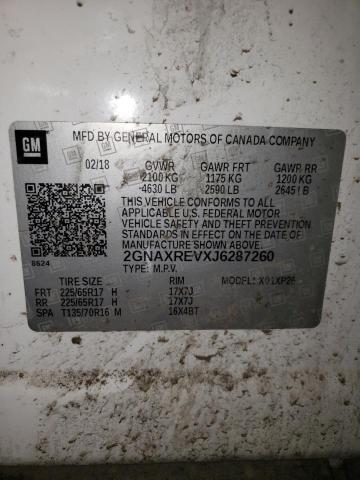 GM
MFD BY GENERAL MOTORS OF CANADA COMPANY
02/18 GVWR GAWR FRT GAWR RR
2100 KG 1175 KG 1200 KG
4630 LB 2590 LB 2645 LB
THIS VEHICLE CONFORMS TO ALL
APPLICABLE U.S. FEDERAL MOTOR
VEHICLE SAFETY AND THEFT PREVENTION
STANDARDS IN EFFECT ON THE DATE OF
MANUFACTURE SHOWN ABOVE.
8624
2GNAXREVXJ6287260
TYPE: M.P.V. MODEL:
TIRE SIZE RIM
FRT 225/65R17 H 17X7J
RR 225/65R17 H 17X7J
SPA T135/70R16 M 16X4BT